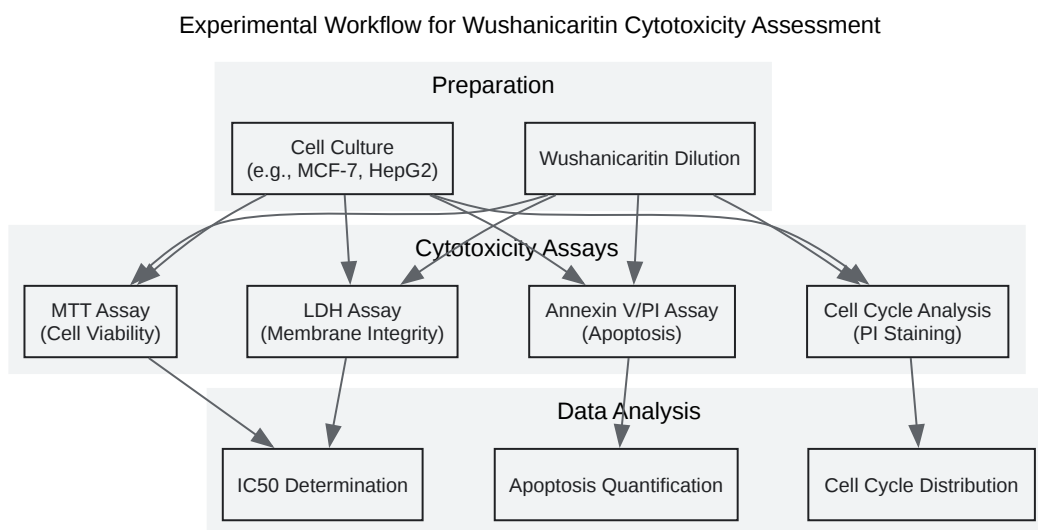 Experimental Workflow for Wushanicaritin Cytotoxicity Assessment
Preparation
Cell Culture
(e.g., MCF-7, HepG2)
Wushanicaritin Dilution
Cytotoxicity Assays
MTT Assay
(Cell Viability)
LDH Assay
(Membrane Integrity)
Annexin V/PI Assay
(Apoptosis)
Cell Cycle Analysis
(PI Staining)
Data Analysis
IC50 Determination
Apoptosis Quantification
Cell Cycle Distribution